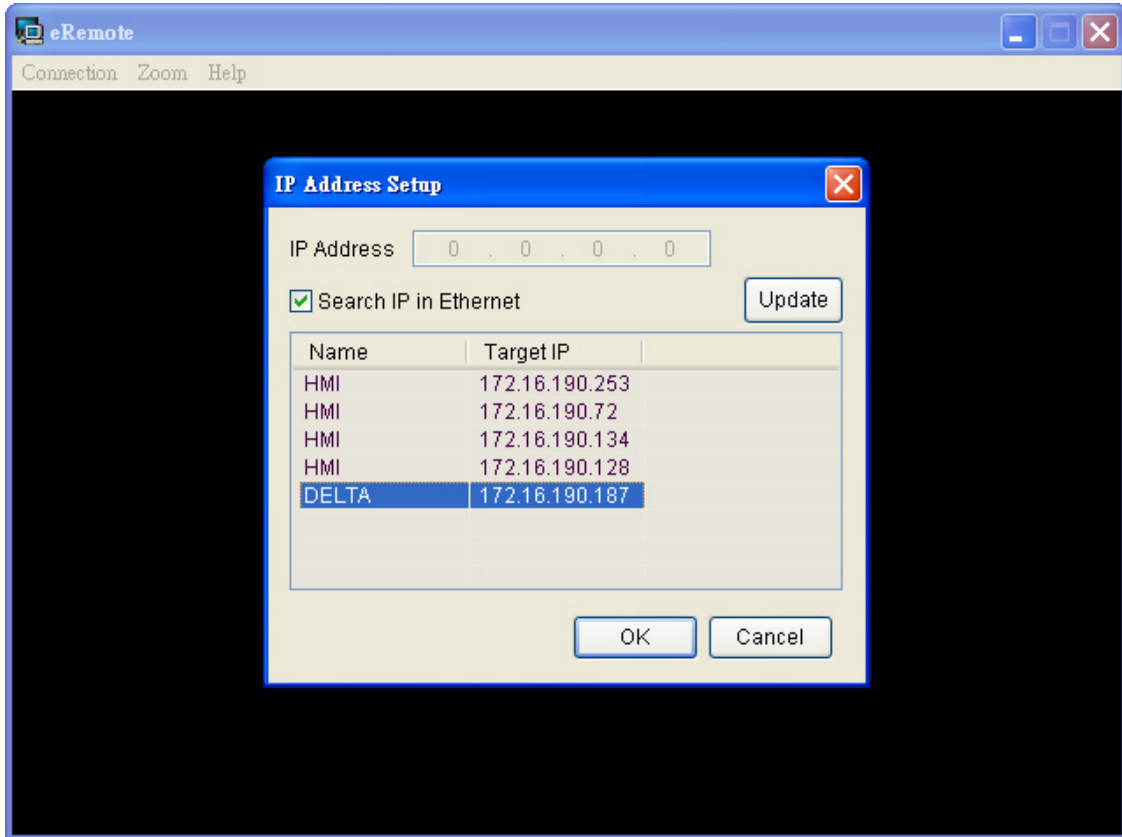 eRemote
Connection Zoom Help
IP Address Setup
IP Address 0 . 0 . 0 . 0
Search IP in Ethernet Update
Name Target IP
HMI 172.16.190.253
HMI 172.16.190.72
HMI 172.16.190.134
HMI 172.16.190.128
DELTA 172.16.190.187
OK Cancel